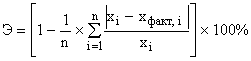 Э = [1 - 1/n × ∑_{i=1}^{n} |x_i - x_{факт, i}| / x_i] × 100%